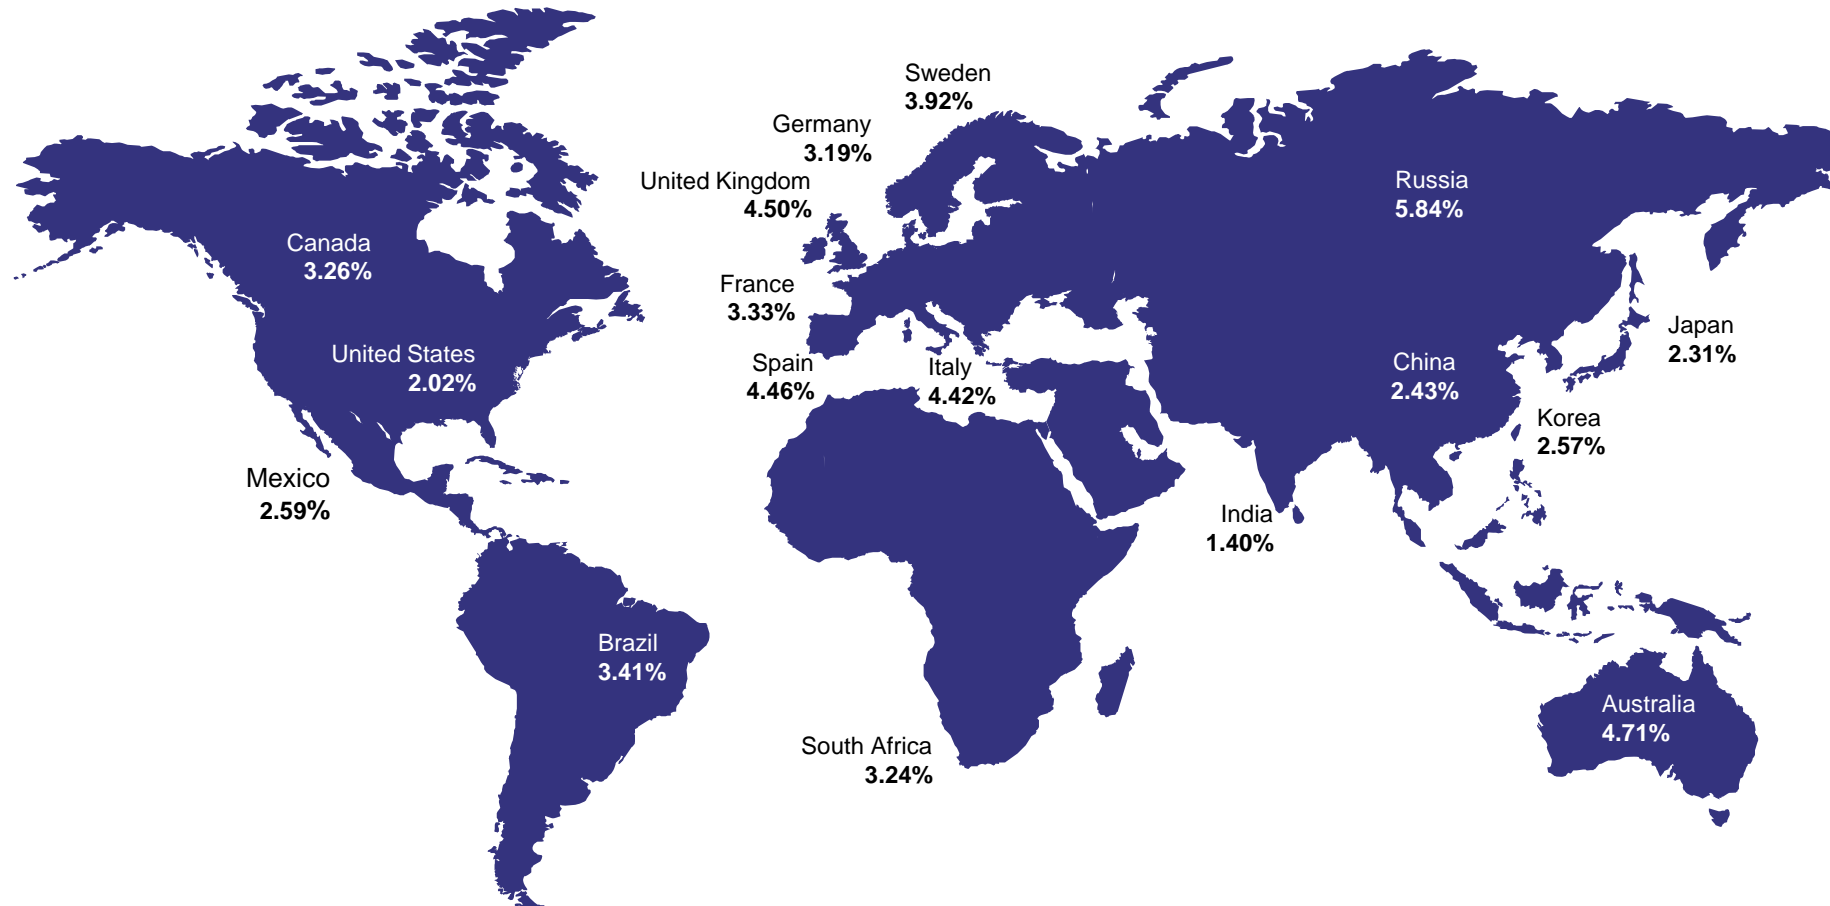 Sweden
3.92%
Germany
3.19%
United Kingdom
4.50%
Russia
5.84%
Canada
3.26%
France
3.33%
Japan
2.31%
United States
2.02%
Spain
4.46%
Italy
4.42%
China
2.43%
Korea
2.57%
Mexico
2.59%
India
1.40%
Brazil
3.41%
Australia
4.71%
South Africa
3.24%